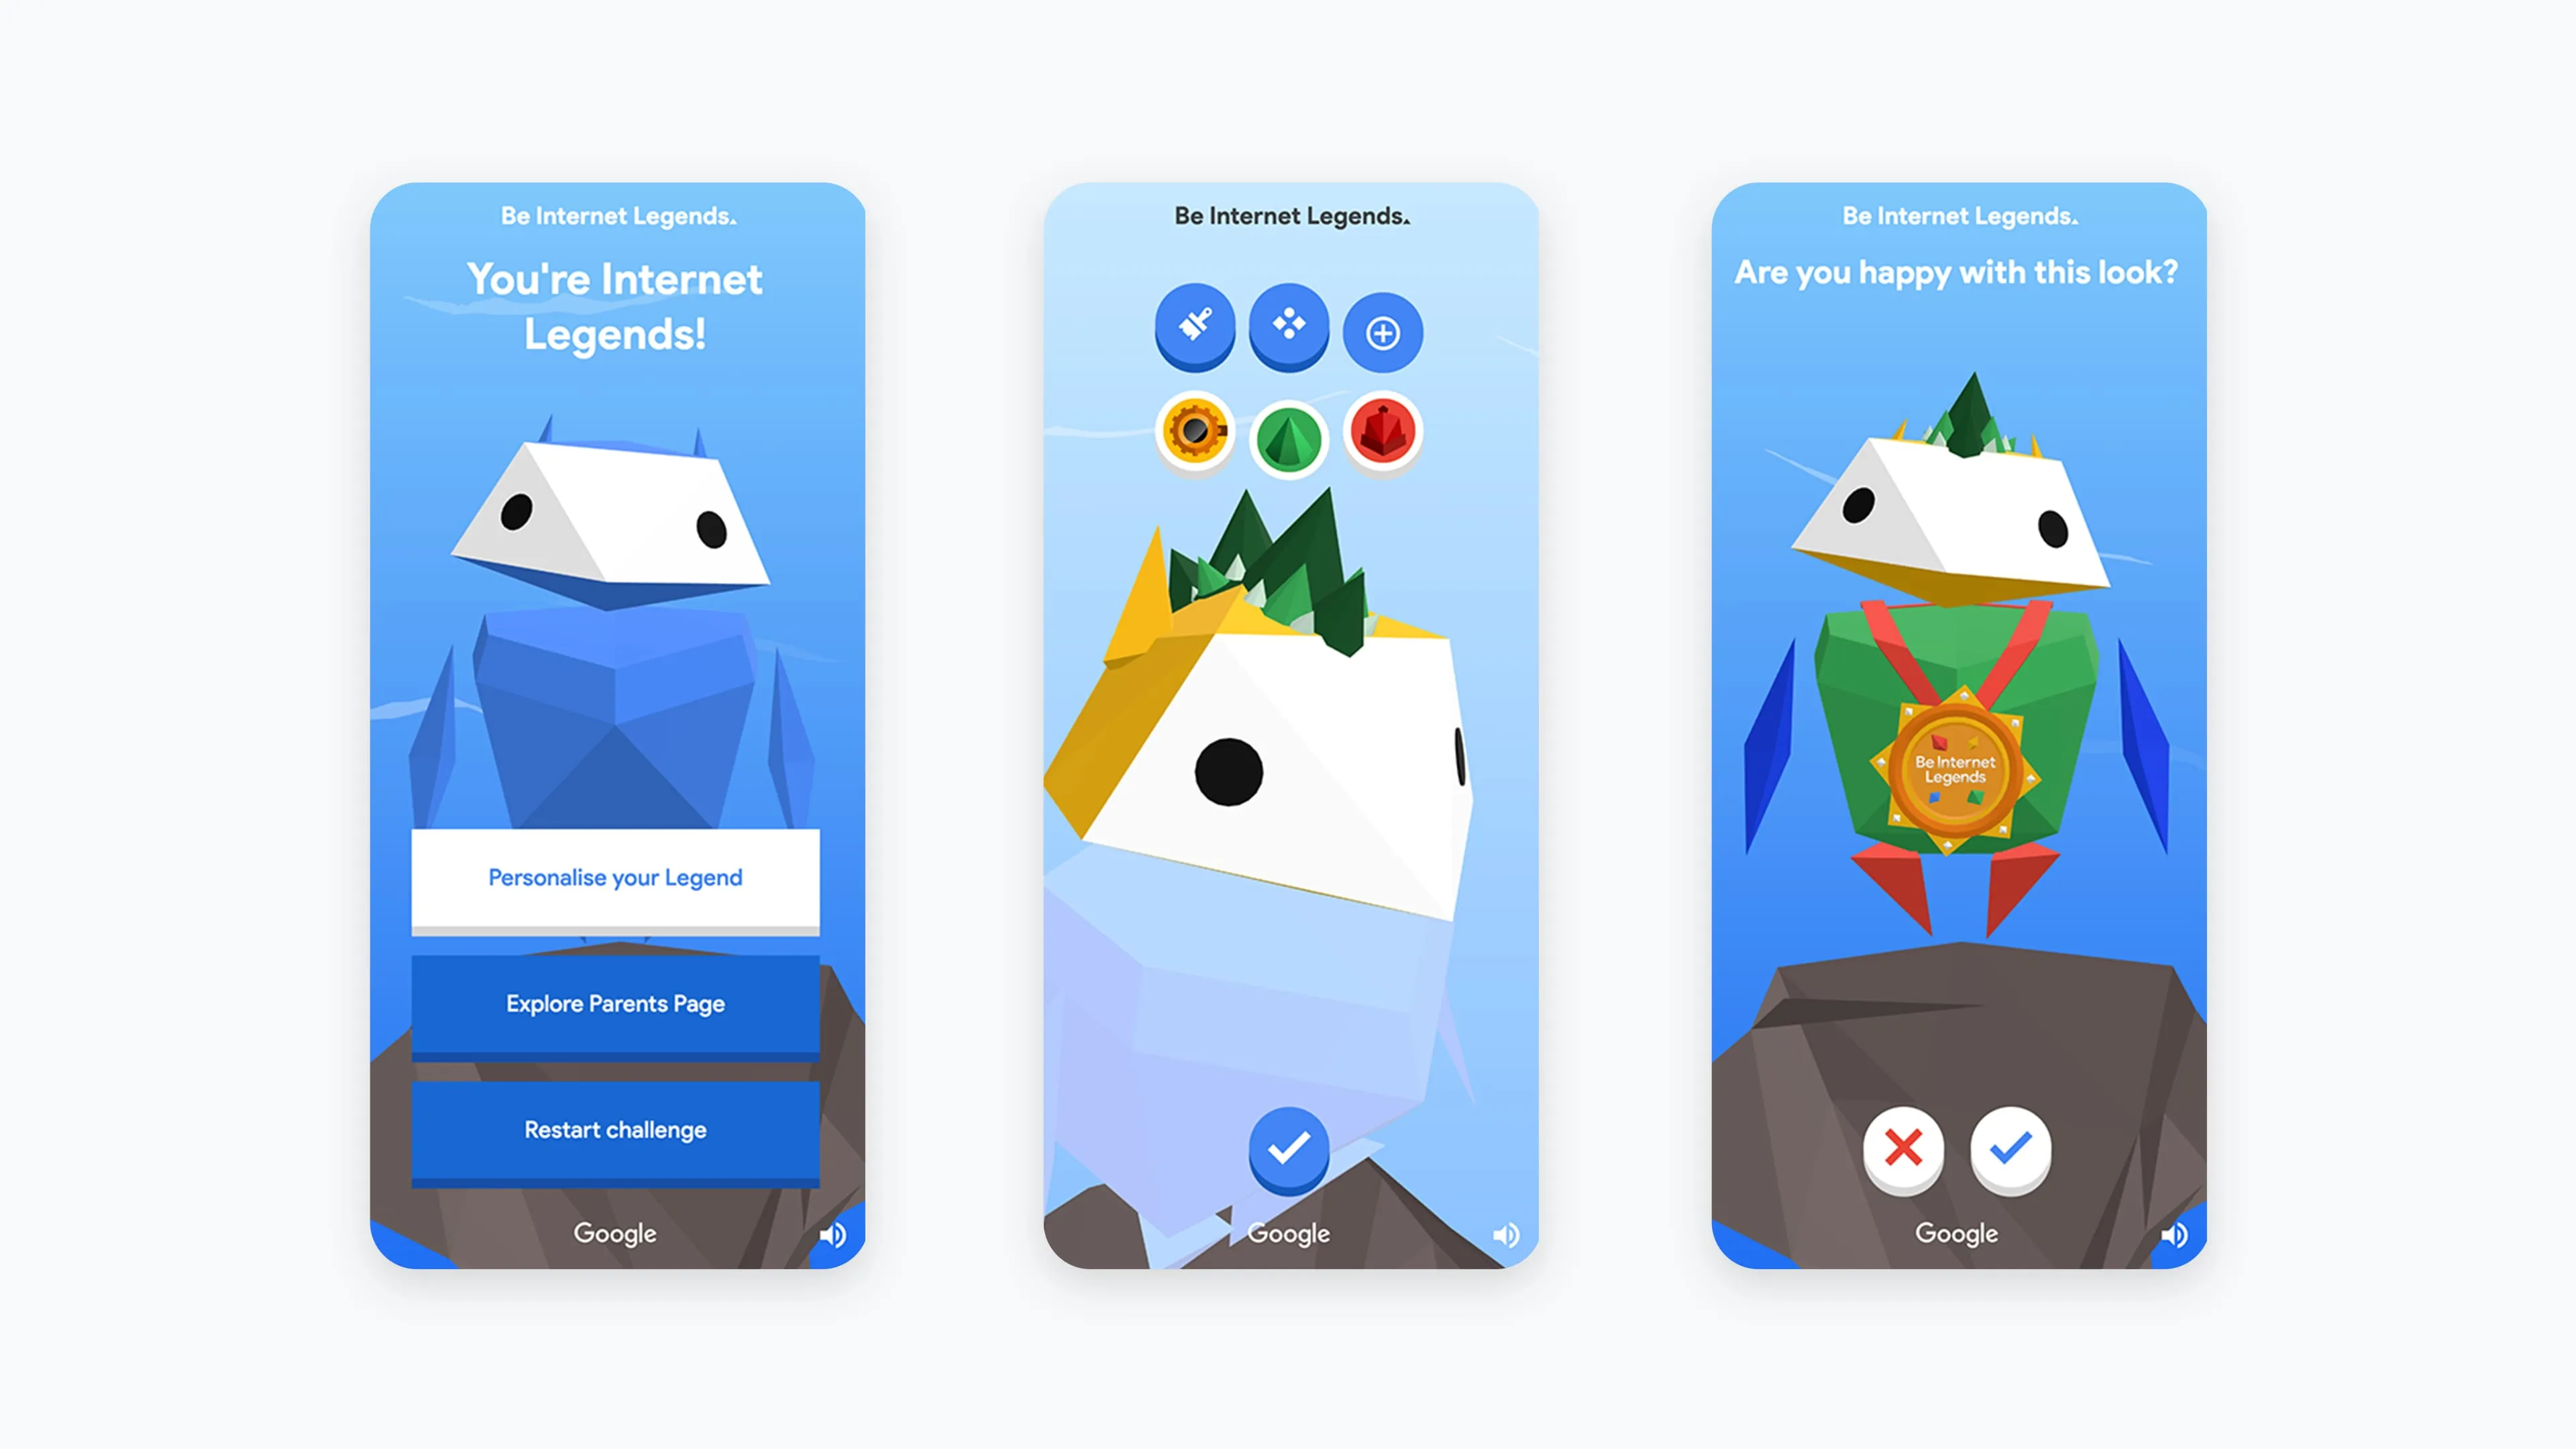 Be Internet Legends.
You're Internet
Legends!
Personalise your Legend
Explore Parents Page
Restart challenge
Google
Be Internet Legends.
Google
Be Internet Legends.
Are you happy with this look?
Be Internet
Legends
Google